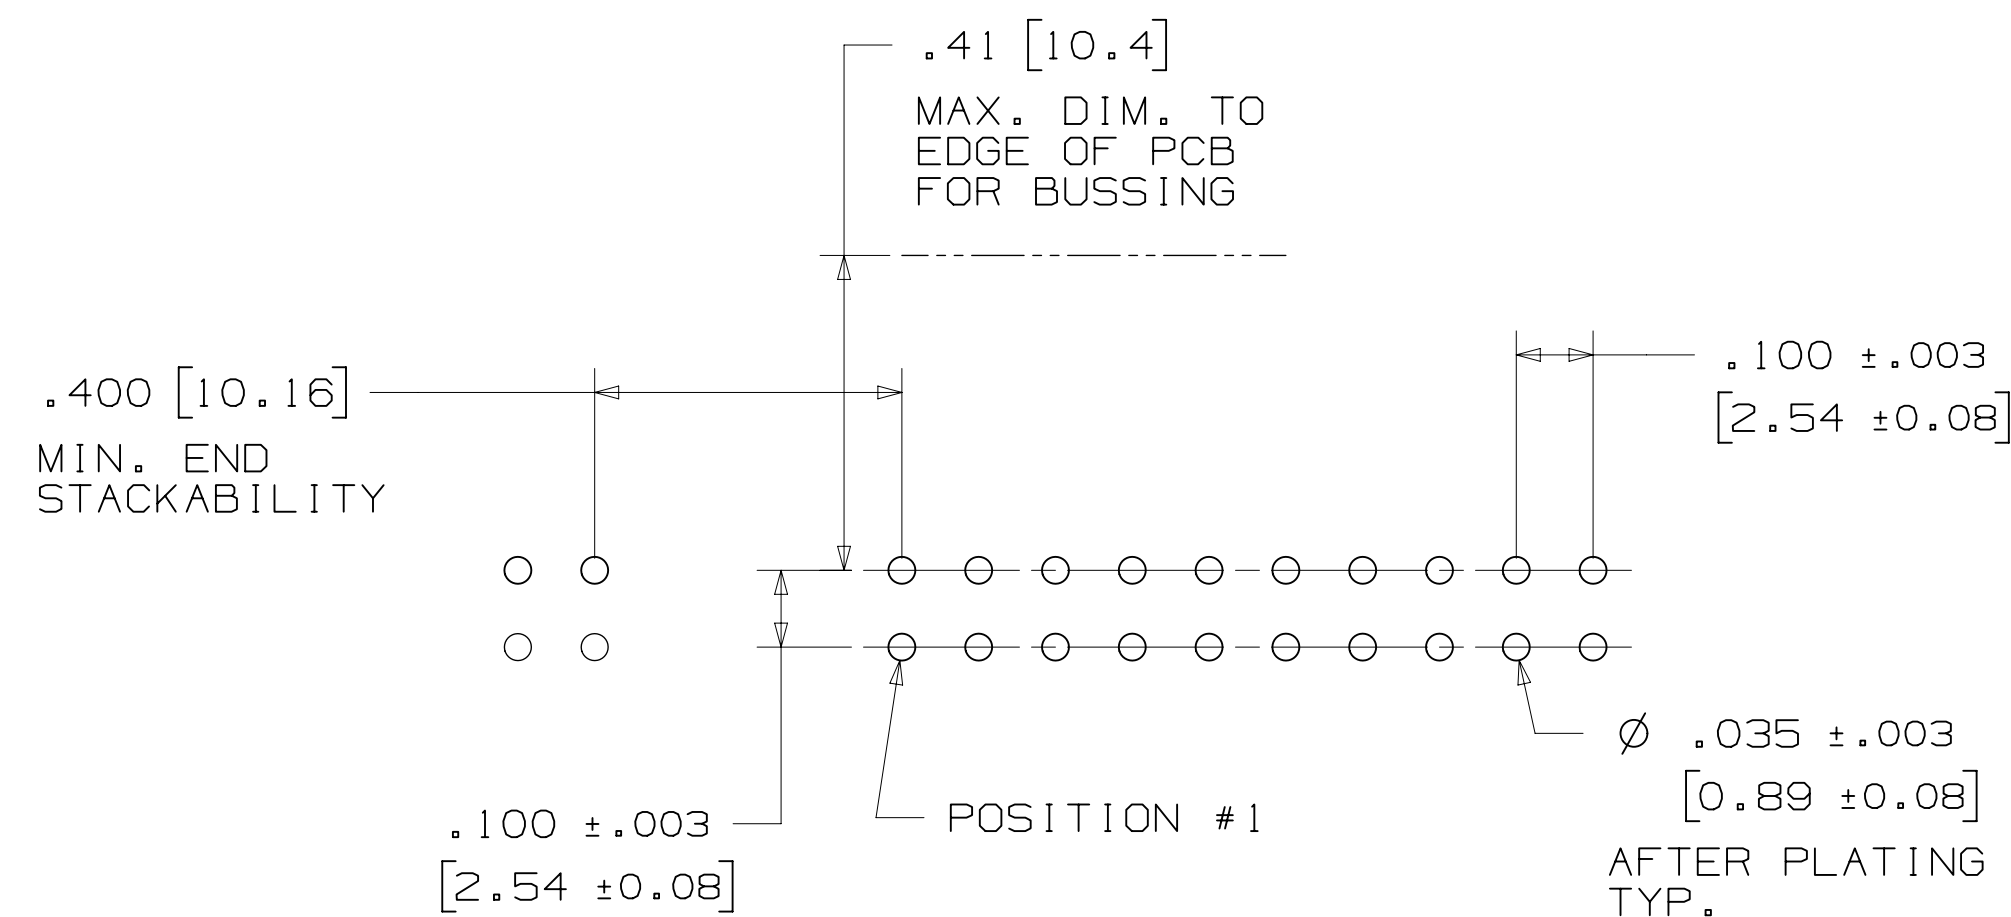 .41 [10.4]
MAX. DIM. TO
EDGE OF PCB
FOR BUSSING
.400 [10.16]
MIN. END
STACKABILITY
.100 ±.003
[2.54 ±0.08]
Ø .035 ±.003
[0.89 ±0.08]
AFTER PLATING
TYP.
POSITION #1
.100 ±.003
[2.54 ±0.08]